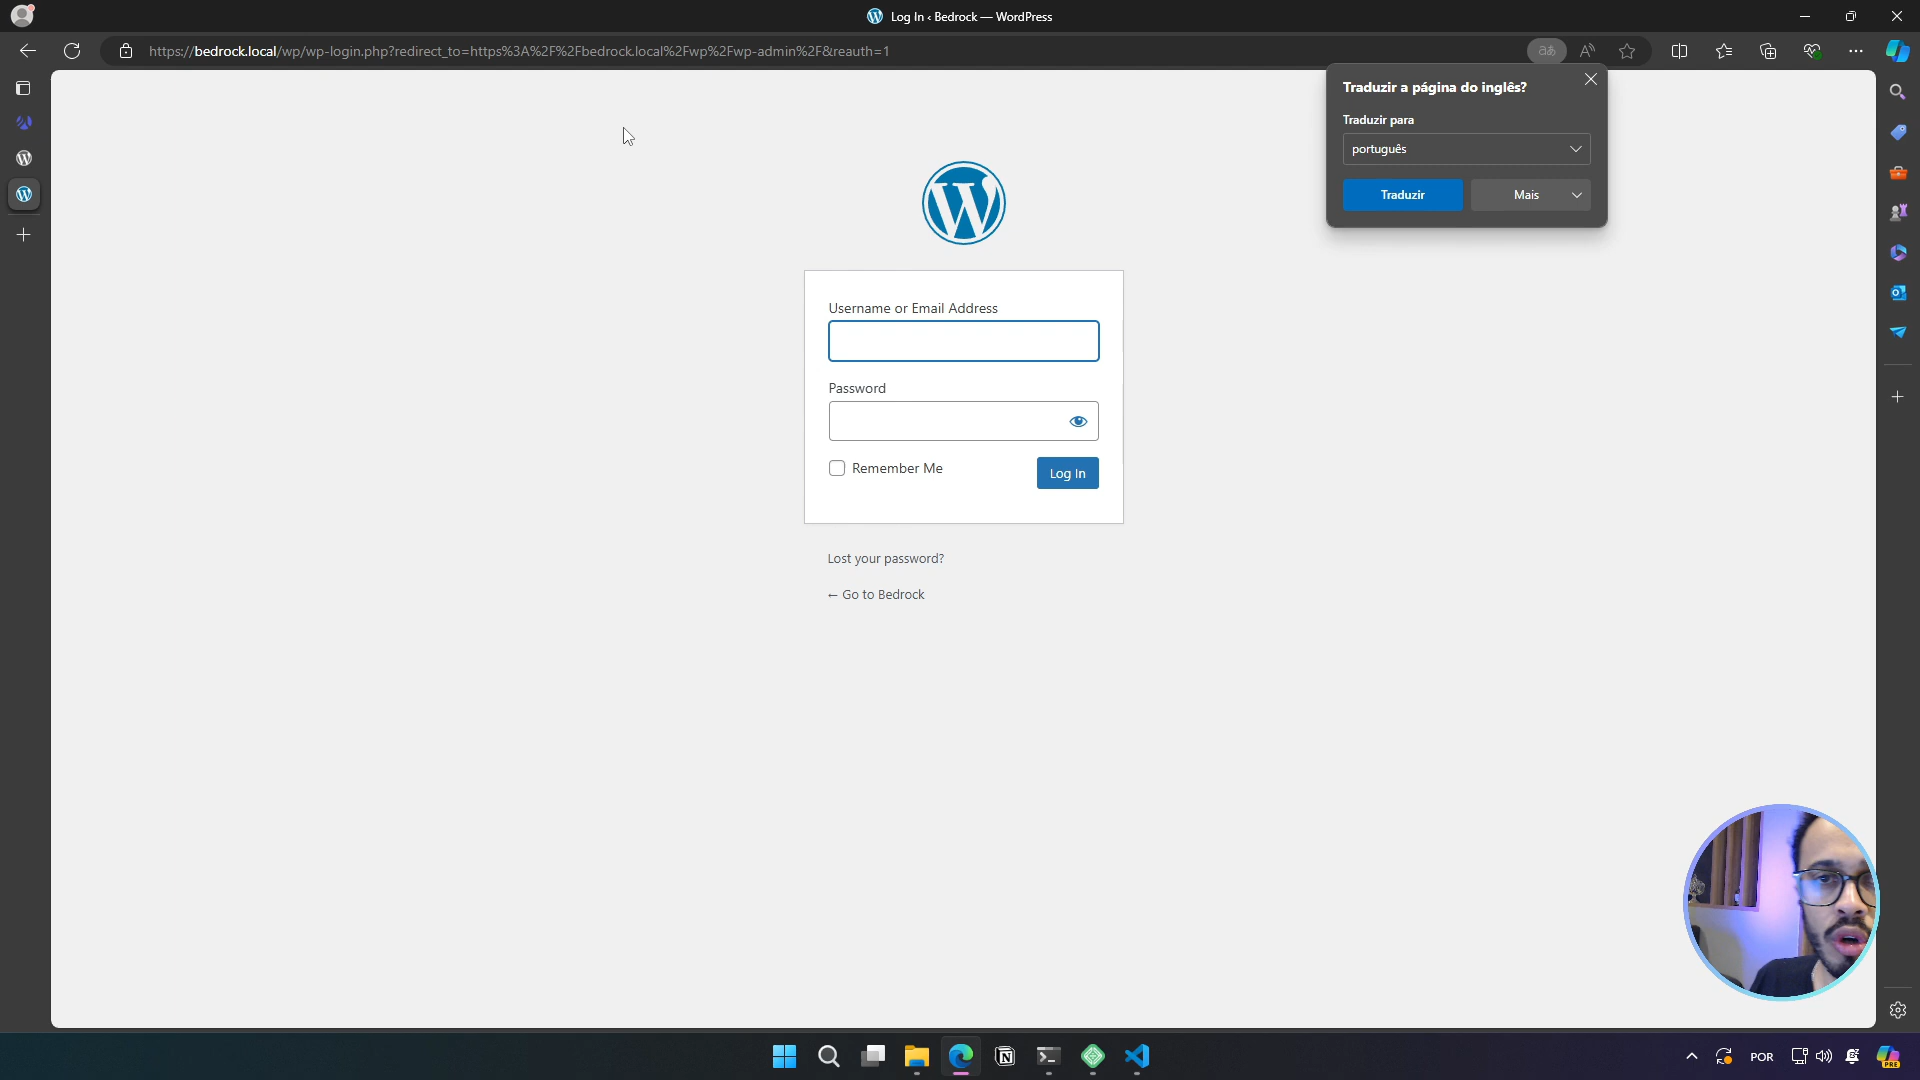 Log In ‹ Bedrock — WordPress
https://bedrock.local/wp/wp-login.php?redirect_to=https%3A%2F%2Fbedrock.local%2Fwp%2Fwp-admin%2F&reauth=1
Traduzir a página do inglês?
Traduzir para
português
Traduzir
Mais
Username or Email Address
Password
Remember Me
Log In
Lost your password?
← Go to Bedrock
POR
PRE